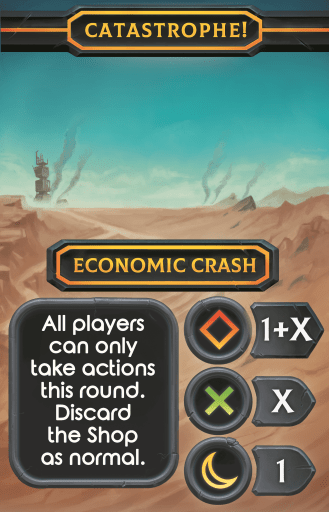 CATASTROPHE!
ECONOMIC CRASH
All players
can only
take actions
this round.
Discard
the Shop
as normal.
1+X
X
1